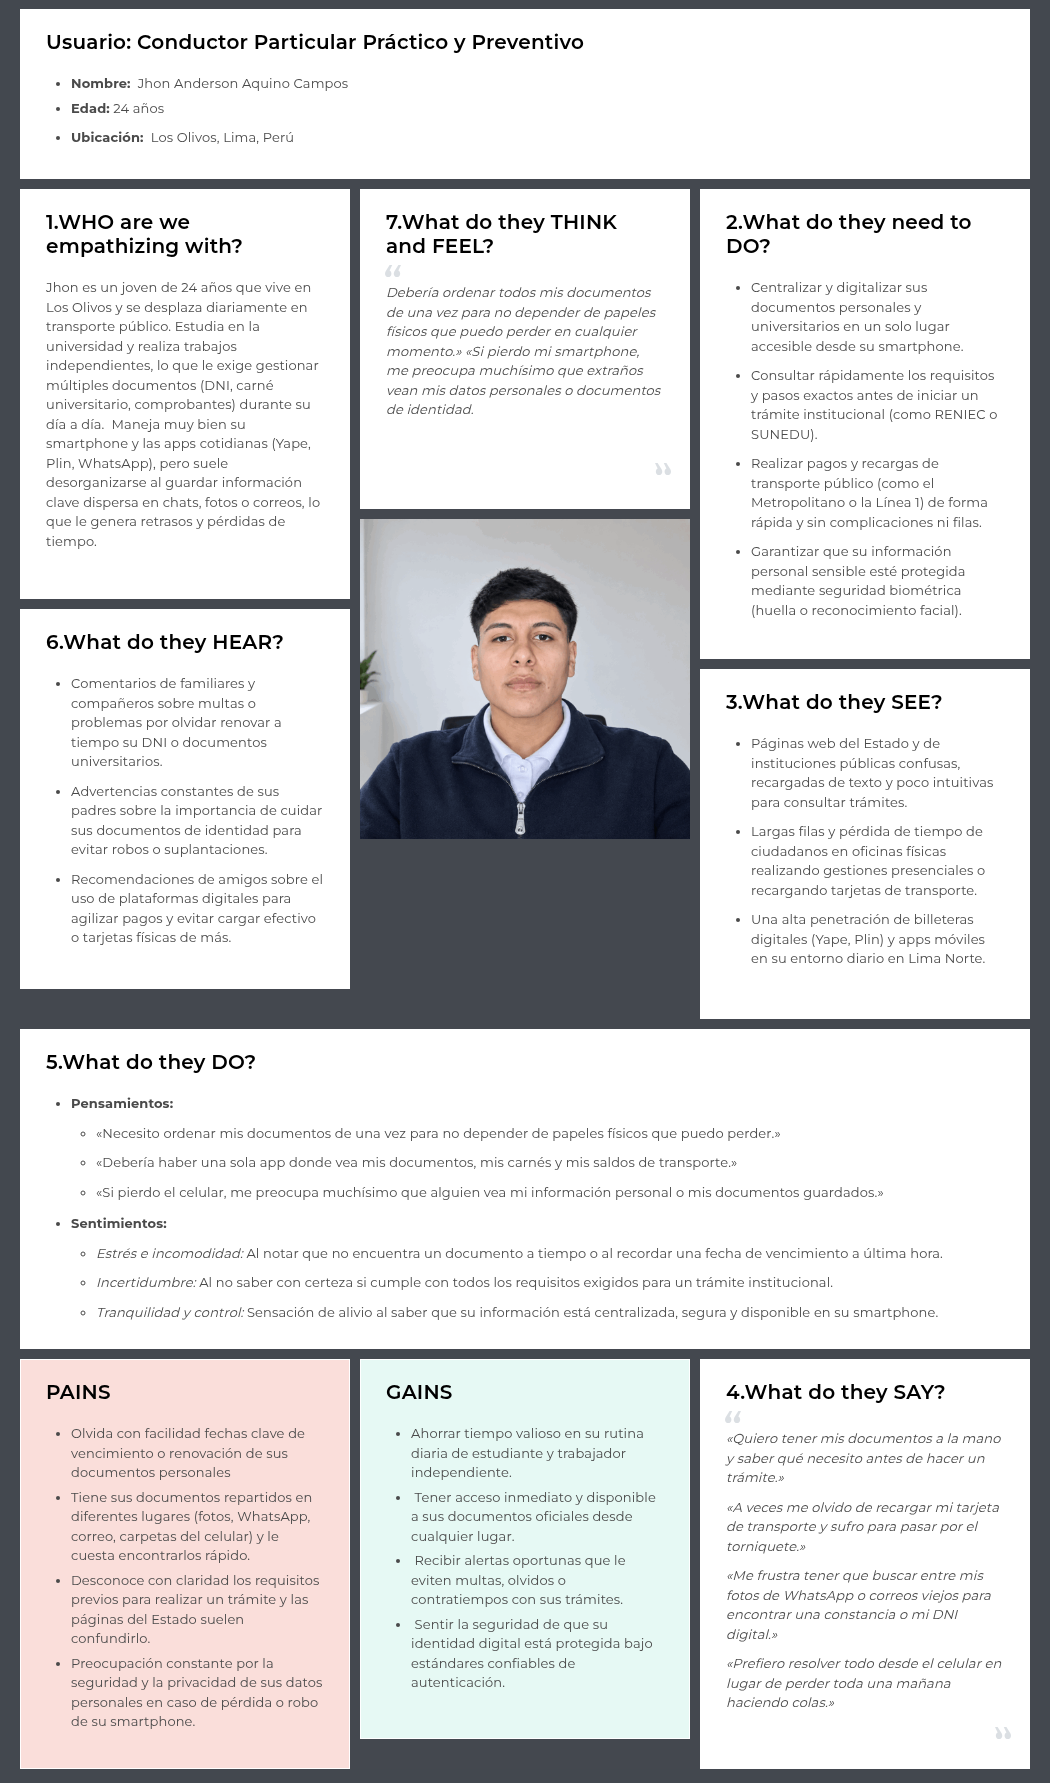 Usuario: Conductor Particular Práctico y Preventivo
Nombre: Jhon Anderson Aquino Campos
Edad: 24 años
Ubicación: Los Olivos, Lima, Perú
1.WHO are we
empathizing with?
Jhon es un joven de 24 años que vive en
Los Olivos y se desplaza diariamente en
transporte público. Estudia en la
universidad y realiza trabajos
independientes, lo que le exige gestionar
múltiples documentos (DNI, carné
universitario, comprobantes) durante su
día a día. Maneja muy bien su
smartphone y las apps cotidianas (Yape,
Plin, WhatsApp), pero suele
desorganizarse al guardar información
clave dispersa en chats, fotos o correos, lo
que le genera retrasos y pérdidas de
tiempo.
7.What do they THINK
and FEEL?
“
Debería ordenar todos mis documentos
de una vez para no depender de papeles
físicos que puedo perder en cualquier
momento.» «Si pierdo mi smartphone,
me preocupa muchísimo que extraños
vean mis datos personales o documentos
de identidad.
”
2.What do they need to
DO?
Centralizar y digitalizar sus
documentos personales y
universitarios en un solo lugar
accesible desde su smartphone.
Consultar rápidamente los requisitos
y pasos exactos antes de iniciar un
trámite institucional (como RENIEC o
SUNEDU).
Realizar pagos y recargas de
transporte público (como el
Metropolitano o la Línea 1) de forma
rápida y sin complicaciones ni filas.
Garantizar que su información
personal sensible esté protegida
mediante seguridad biométrica
(huella o reconocimiento facial).
6.What do they HEAR?
Comentarios de familiares y
compañeros sobre multas o
problemas por olvidar renovar a
tiempo su DNI o documentos
universitarios.
Advertencias constantes de sus
padres sobre la importancia de cuidar
sus documentos de identidad para
evitar robos o suplantaciones.
Recomendaciones de amigos sobre el
uso de plataformas digitales para
agilizar pagos y evitar cargar efectivo
o tarjetas físicas de más.
3.What do they SEE?
Páginas web del Estado y de
instituciones públicas confusas,
recargadas de texto y poco intuitivas
para consultar trámites.
Largas filas y pérdida de tiempo de
ciudadanos en oficinas físicas
realizando gestiones presenciales o
recargando tarjetas de transporte.
Una alta penetración de billeteras
digitales (Yape, Plin) y apps móviles
en su entorno diario en Lima Norte.
5.What do they DO?
Pensamientos:
«Necesito ordenar mis documentos de una vez para no depender de papeles físicos que puedo perder.»
«Debería haber una sola app donde vea mis documentos, mis carnés y mis saldos de transporte.»
«Si pierdo el celular, me preocupa muchísimo que alguien vea mi información personal o mis documentos guardados.»
Sentimientos:
Estrés e incomodidad: Al notar que no encuentra un documento a tiempo o al recordar una fecha de vencimiento a última hora.
Incertidumbre: Al no saber con certeza si cumple con todos los requisitos exigidos para un trámite institucional.
Tranquilidad y control: Sensación de alivio al saber que su información está centralizada, segura y disponible en su smartphone.
PAINS
Olvida con facilidad fechas clave de
vencimiento o renovación de sus
documentos personales
Tiene sus documentos repartidos en
diferentes lugares (fotos, WhatsApp,
correo, carpetas del celular) y le
cuesta encontrarlos rápido.
Desconoce con claridad los requisitos
previos para realizar un trámite y las
páginas del Estado suelen
confundirlo.
Preocupación constante por la
seguridad y la privacidad de sus datos
personales en caso de pérdida o robo
de su smartphone.
GAINS
Ahorrar tiempo valioso en su rutina
diaria de estudiante y trabajador
independiente.
Tener acceso inmediato y disponible
a sus documentos oficiales desde
cualquier lugar.
Recibir alertas oportunas que le
eviten multas, olvidos o
contratiempos con sus trámites.
Sentir la seguridad de que su
identidad digital está protegida bajo
estándares confiables de
autenticación.
4.What do they SAY?
“
«Quiero tener mis documentos a la mano
y saber qué necesito antes de hacer un
trámite.»
«A veces me olvido de recargar mi tarjeta
de transporte y sufro para pasar por el
torniquete.»
«Me frustra tener que buscar entre mis
fotos de WhatsApp o correos viejos para
encontrar una constancia o mi DNI
digital.»
«Prefiero resolver todo desde el celular en
lugar de perder toda una mañana
haciendo colas.»
”